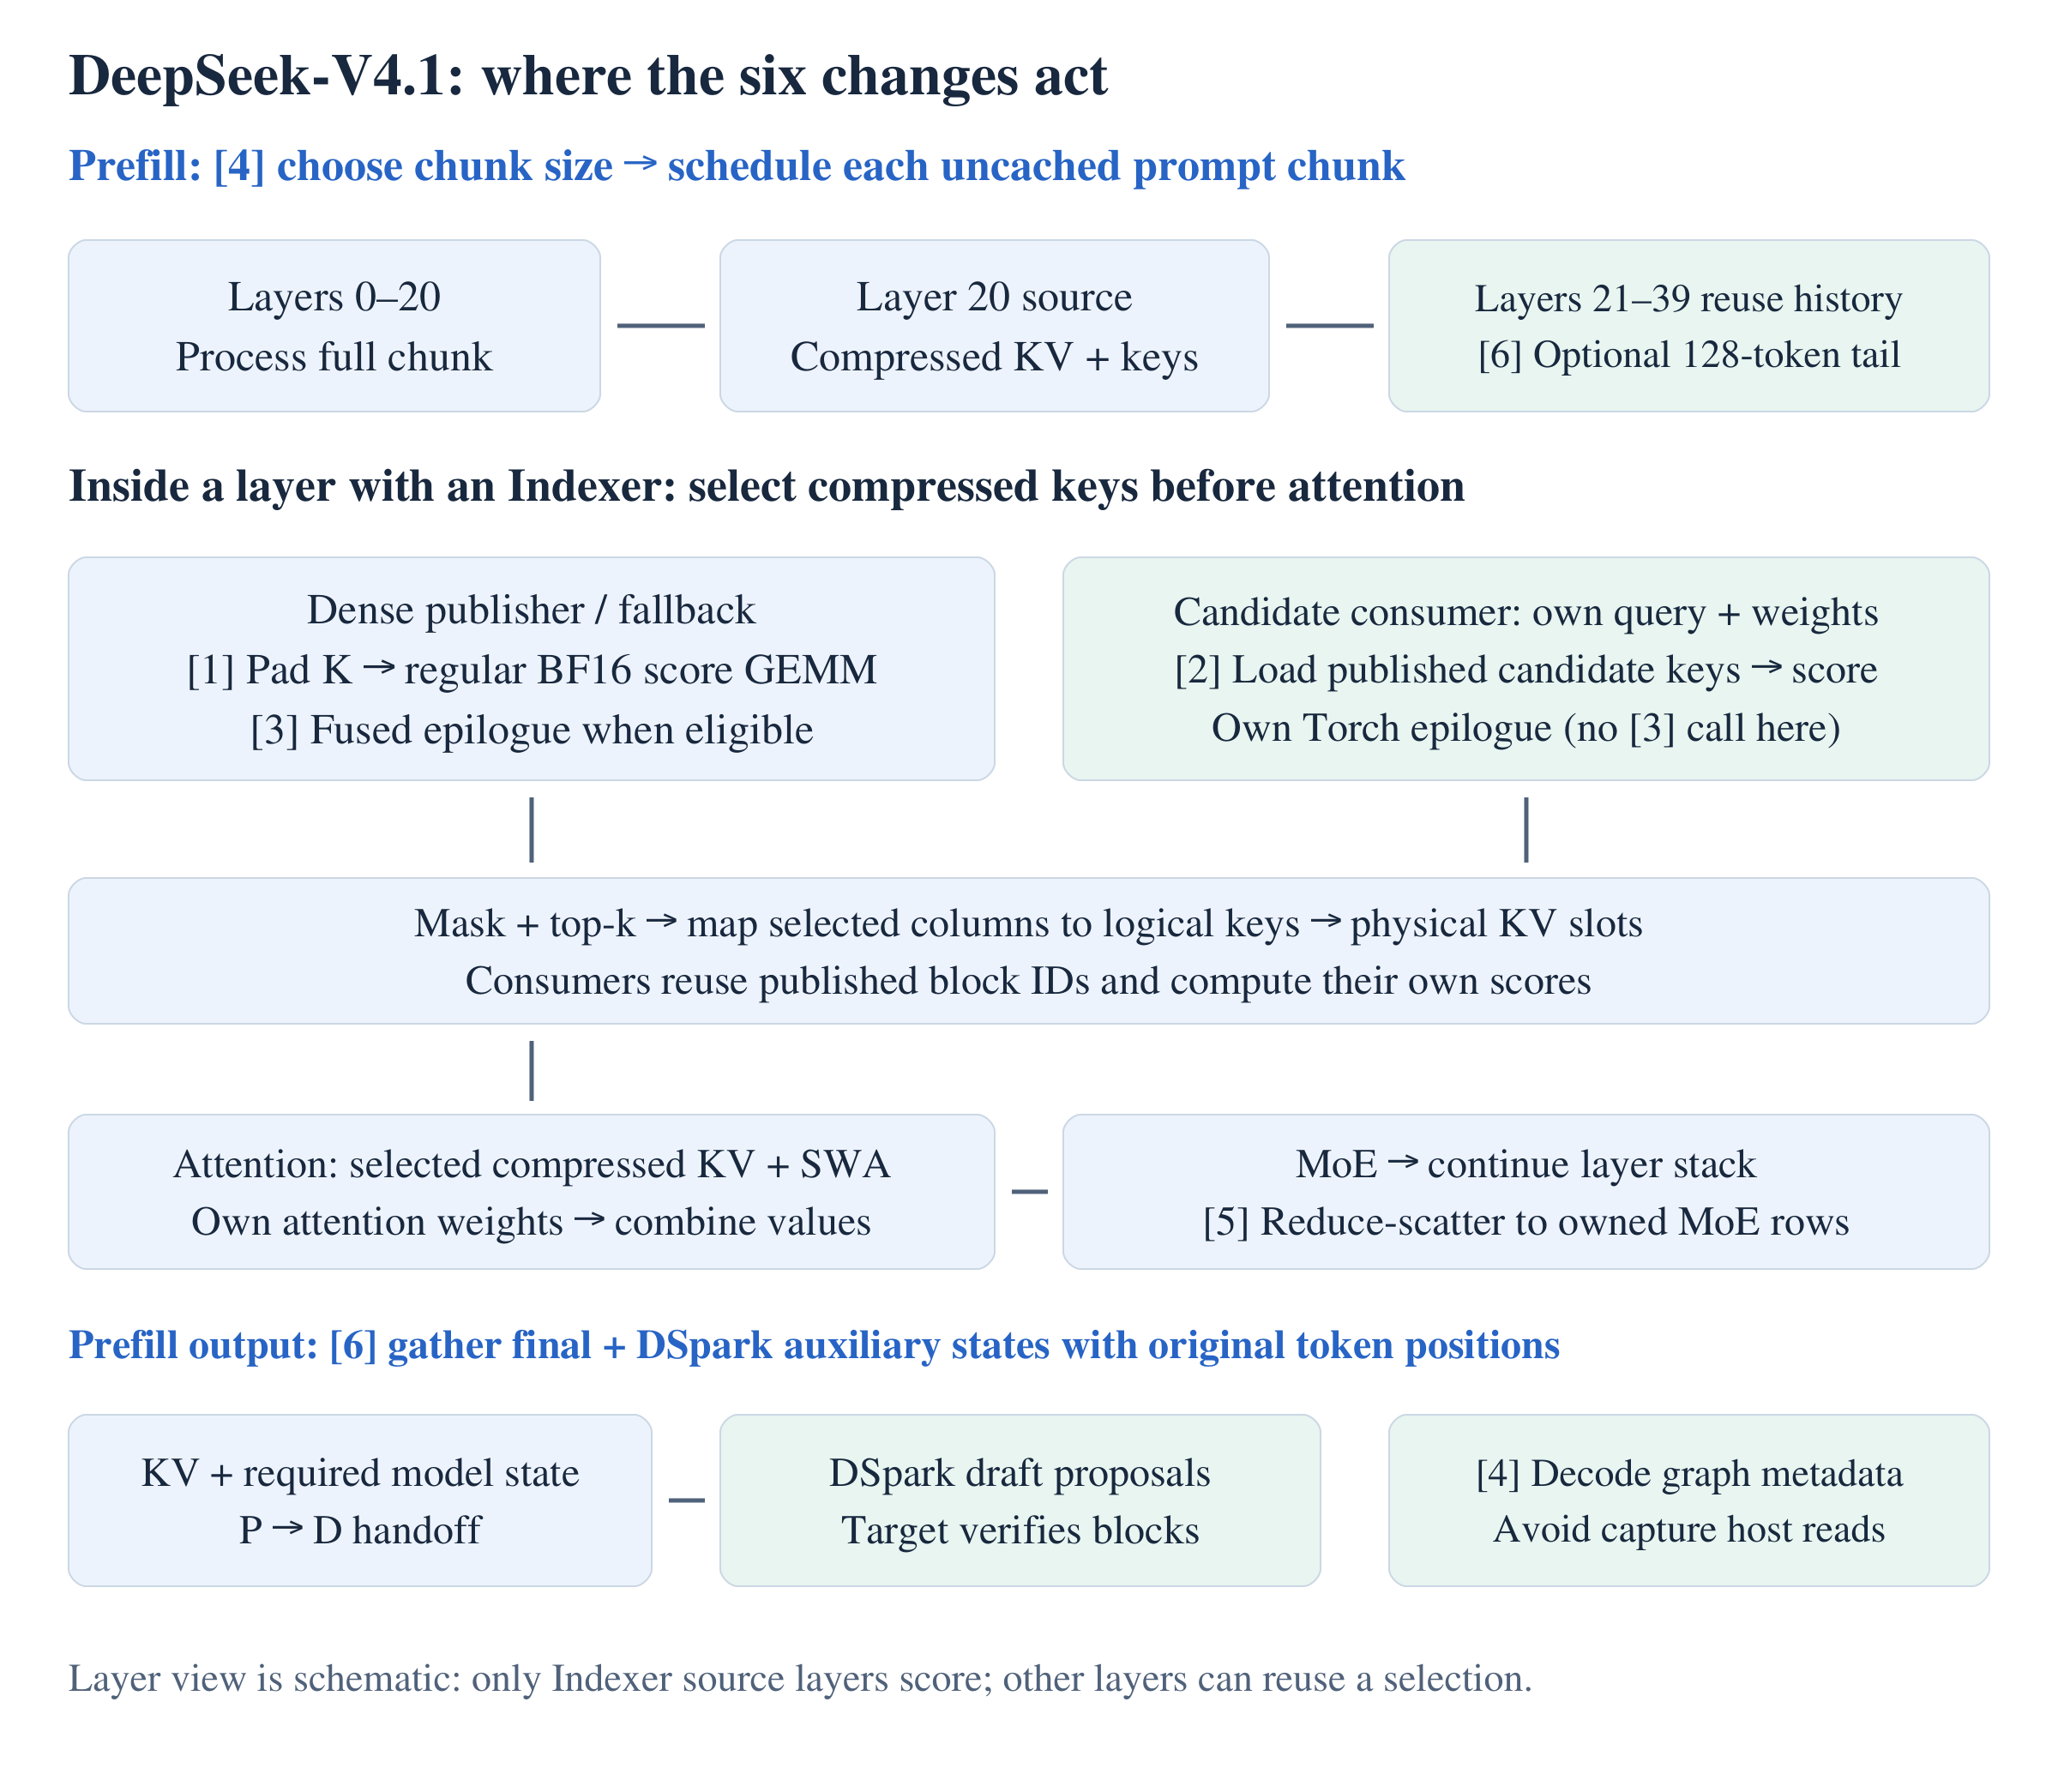 DeepSeek-V4.1: where the six changes act
Prefill: [4] choose chunk size → schedule each uncached prompt chunk
Layers 0–20
Process full chunk
Layer 20 source
Compressed KV + keys
Layers 21–39 reuse history
[6] Optional 128-token tail
Inside a layer with an Indexer: select compressed keys before attention
Dense publisher / fallback
[1] Pad K → regular BF16 score GEMM
[3] Fused epilogue when eligible
Candidate consumer: own query + weights
[2] Load published candidate keys → score
Own Torch epilogue (no [3] call here)
Mask + top-k → map selected columns to logical keys → physical KV slots
Consumers reuse published block IDs and compute their own scores
Attention: selected compressed KV + SWA
Own attention weights → combine values
MoE → continue layer stack
[5] Reduce-scatter to owned MoE rows
Prefill output: [6] gather final + DSpark auxiliary states with original token positions
KV + required model state
P → D handoff
DSpark draft proposals
Target verifies blocks
[4] Decode graph metadata
Avoid capture host reads
Layer view is schematic: only Indexer source layers score; other layers can reuse a selection.